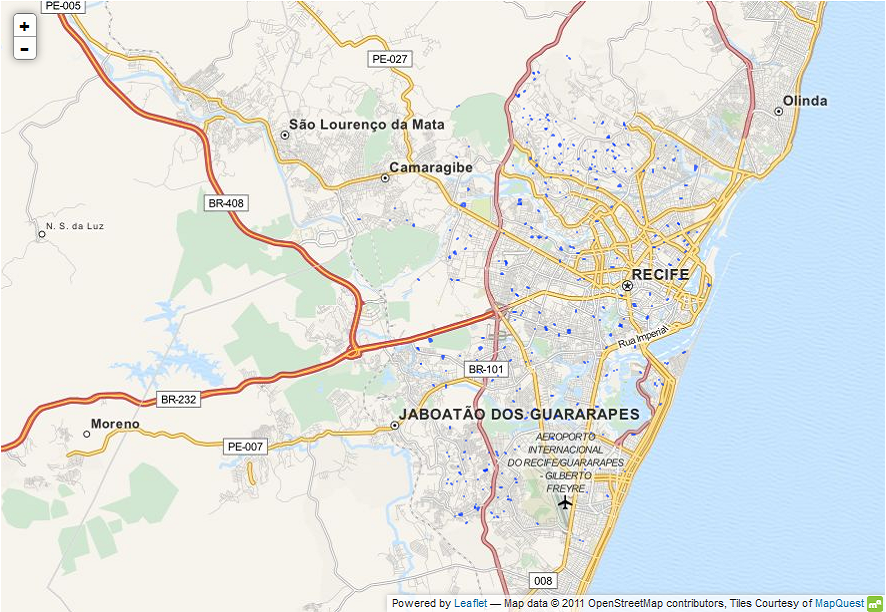 PE-005
+
-
PE-027
Olinda
São Lourenço da Mata
Camaragibe
BR-408
N. S. da Luz
RECIFE
Rua Imperial
BR-101
BR-232
JABOATÃO DOS GUARARAPES
Moreno
AEROPORTO
INTERNACIONAL
DO RECIFE/GUARARAPES
GILBERTO
FREYRE
PE-007
008
Powered by Leaflet — Map data © 2011 OpenStreetMap contributors, Tiles Courtesy of MapQuest